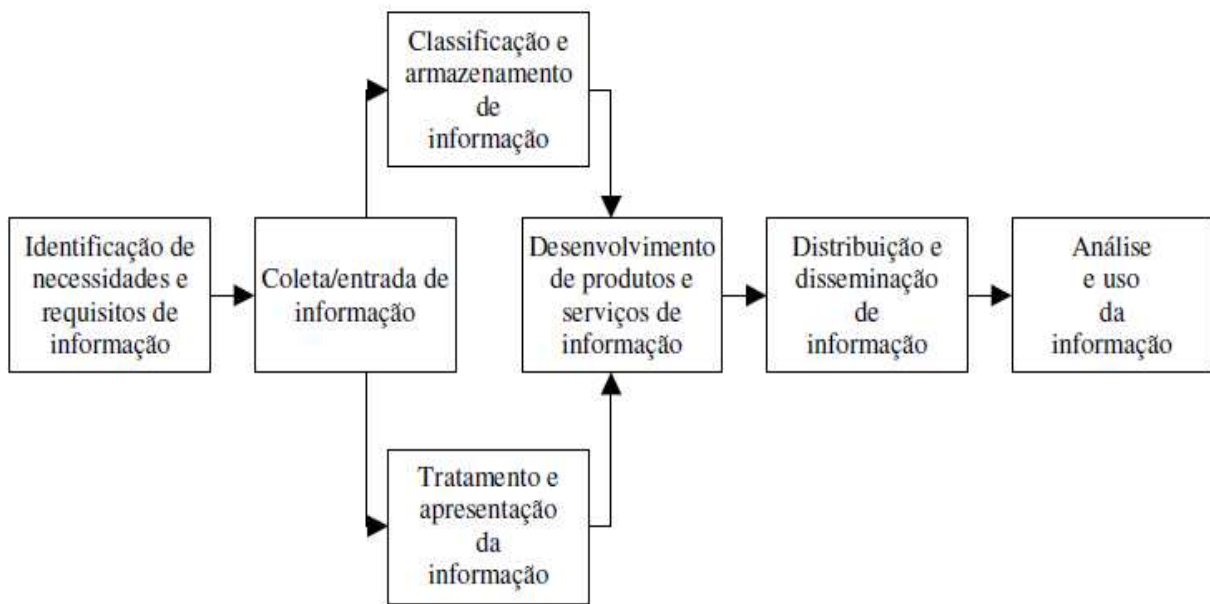 Classificação e
armazenamento
de
informação
Identificação de
necessidades e
requisitos de
informação
Coleta/entrada de
informação
Desenvolvimento
de produtos e
serviços de
informação
Distribuição e
disseminação
de
informação
Análise
e uso
da
informação
Tratamento e
apresentação
da
informação